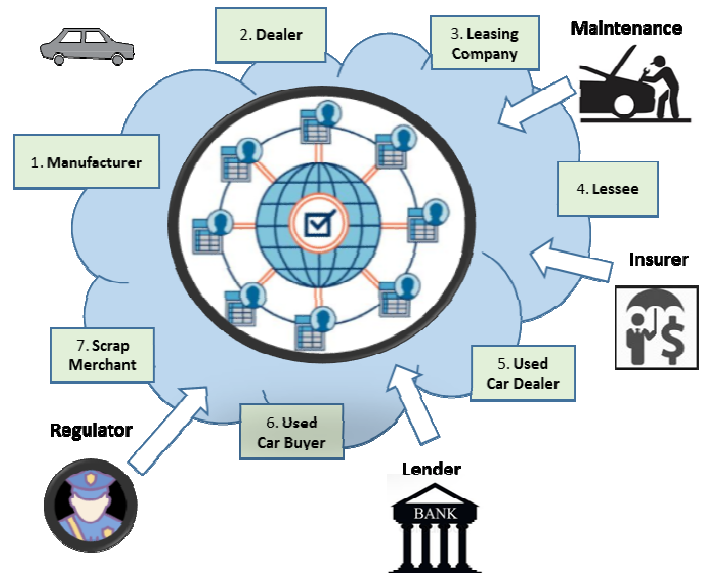 2. Dealer
3. Leasing
Company
Maintenance
1. Manufacturer
4. Lessee
Insurer
$
7. Scrap
Merchant
5. Used
Car Dealer
6. Used
Car Buyer
Regulator
Lender
BANK